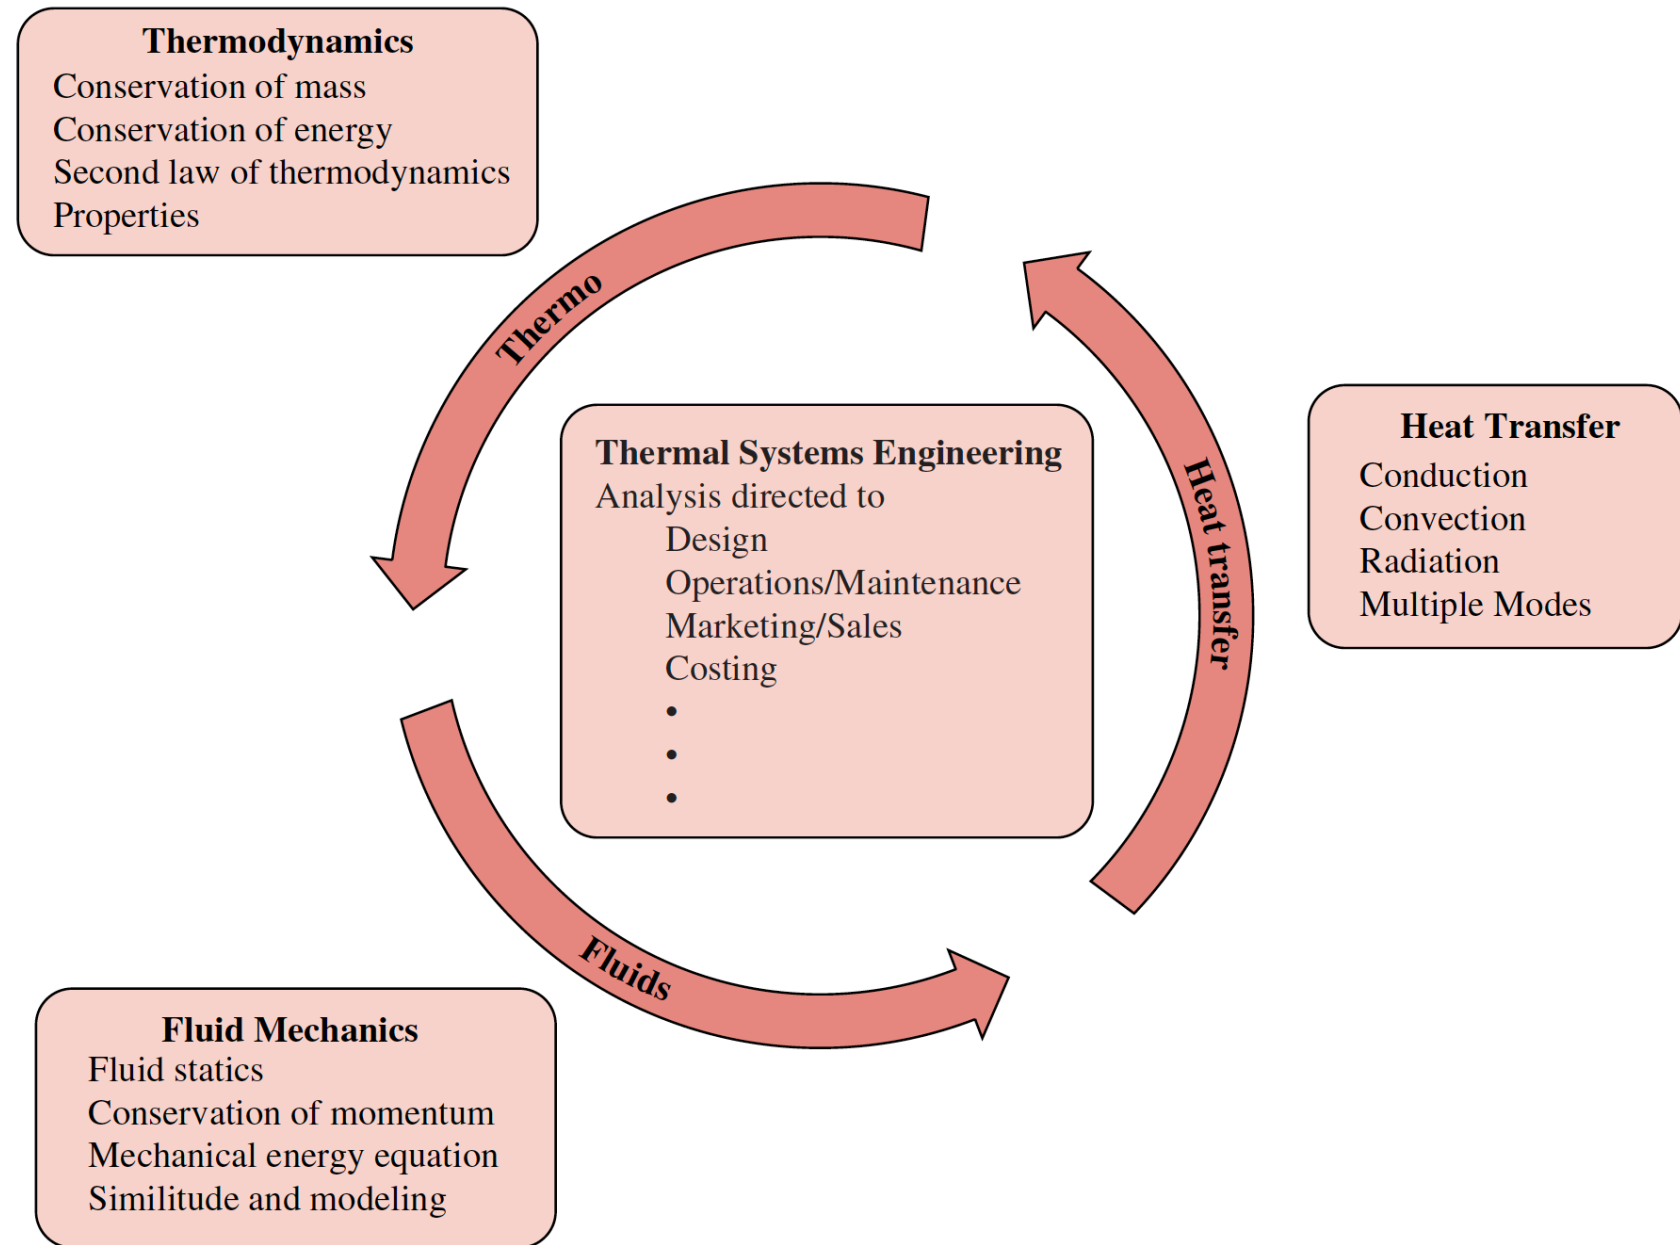 Thermodynamics
Conservation of mass
Conservation of energy
Second law of thermodynamics
Properties
Thermo
Thermal Systems Engineering
Analysis directed to
Design
Operations/Maintenance
Marketing/Sales
Costing
•
•
•
Heat transfer
Heat Transfer
Conduction
Convection
Radiation
Multiple Modes
Fluids
Fluid Mechanics
Fluid statics
Conservation of momentum
Mechanical energy equation
Similitude and modeling